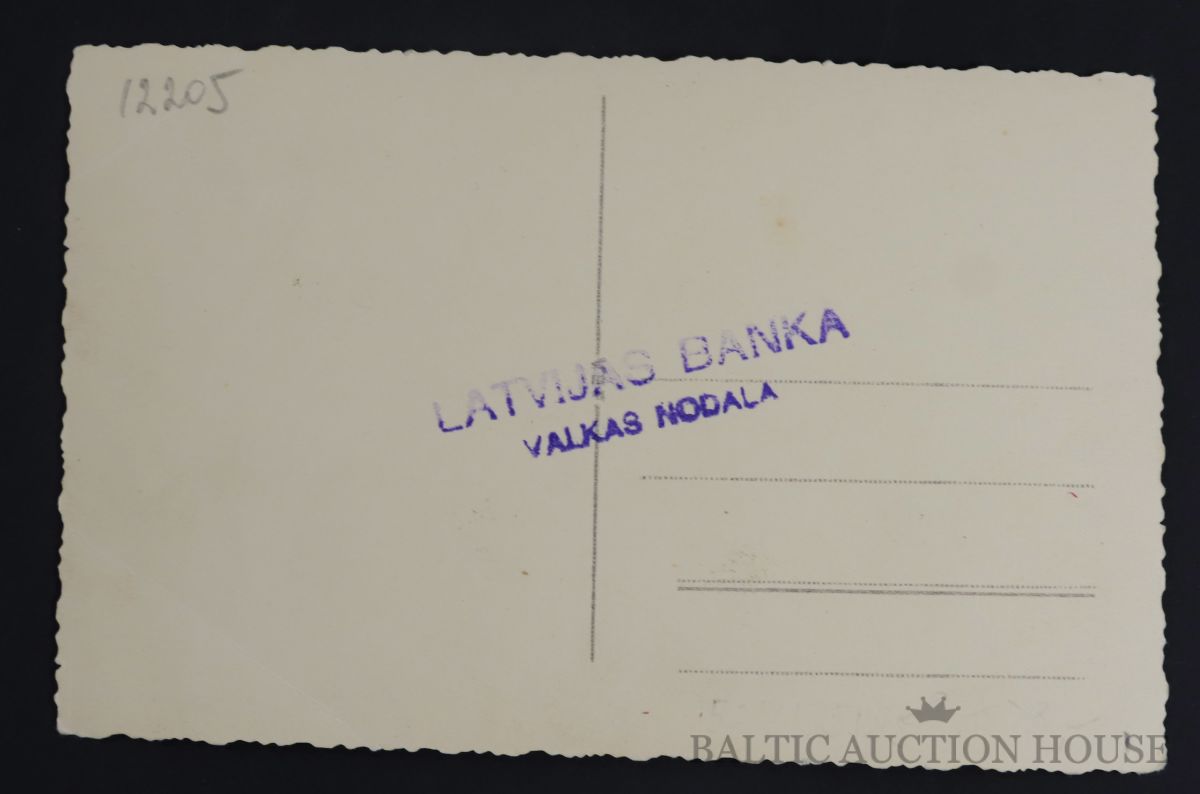 12205
LATVIJAS BANKA
VALKAS NODALA
BALTIC AUCTION HOUSE